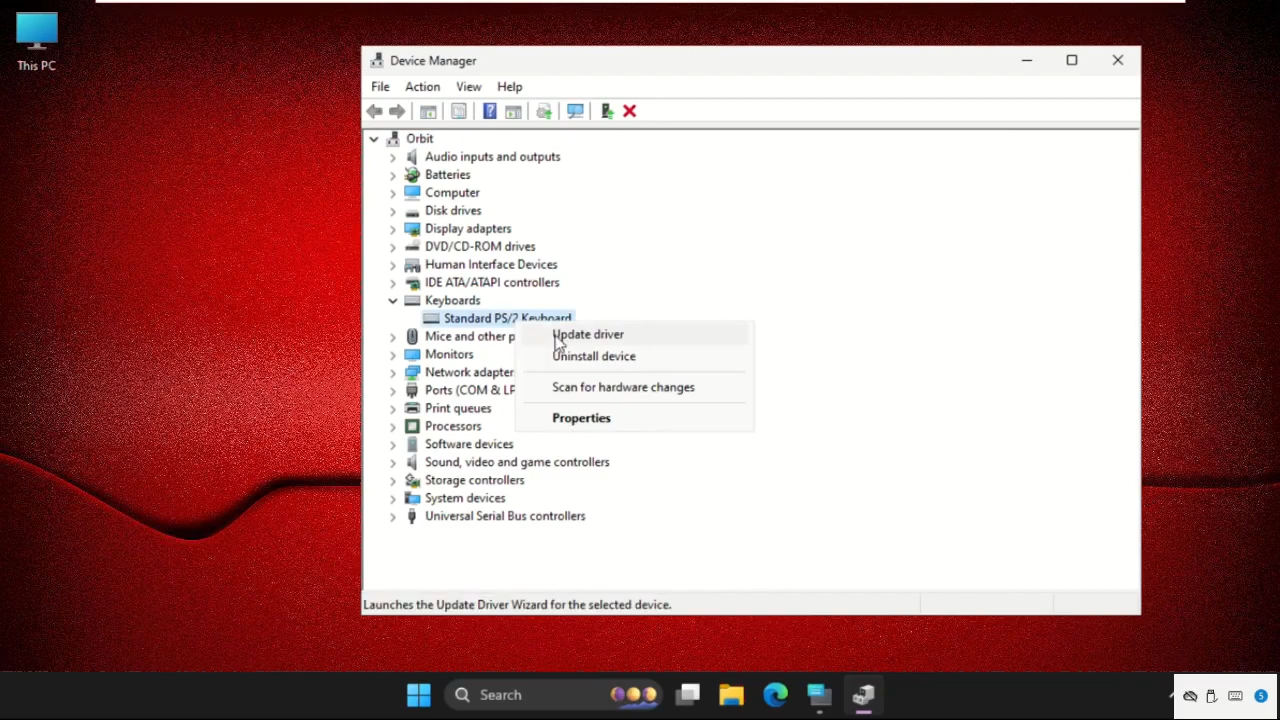 This PC
Device Manager
File Action View Help
Orbit
Audio inputs and outputs
Batteries
Computer
Disk drives
Display adapters
DVD/CD-ROM drives
Human Interface Devices
IDE ATA/ATAPI controllers
Keyboards
Standard PS/2 Keyboard
Update driver
Mice and other p
Uninstall device
Monitors
Network adapter
Scan for hardware changes
Ports (COM & LP
Print queues
Properties
Processors
Software devices
Sound, video and game controllers
Storage controllers
System devices
Universal Serial Bus controllers
Launches the Update Driver Wizard for the selected device.
Search
5